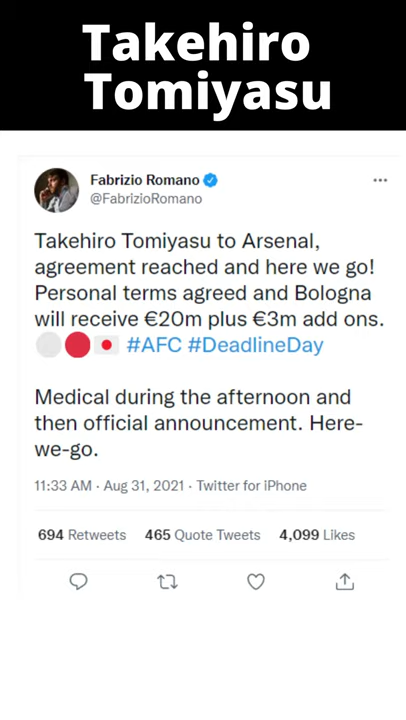 Takehiro
Tomiyasu
Fabrizio Romano
@FabrizioRomano
Takehiro Tomiyasu to Arsenal,
agreement reached and here we go!
Personal terms agreed and Bologna
will receive €20m plus €3m add ons.
⚪🔴🇯🇵 #AFC #DeadlineDay
Medical during the afternoon and
then official announcement. Here-
we-go.
11:33 AM · Aug 31, 2021 · Twitter for iPhone
694 Retweets 465 Quote Tweets 4,099 Likes